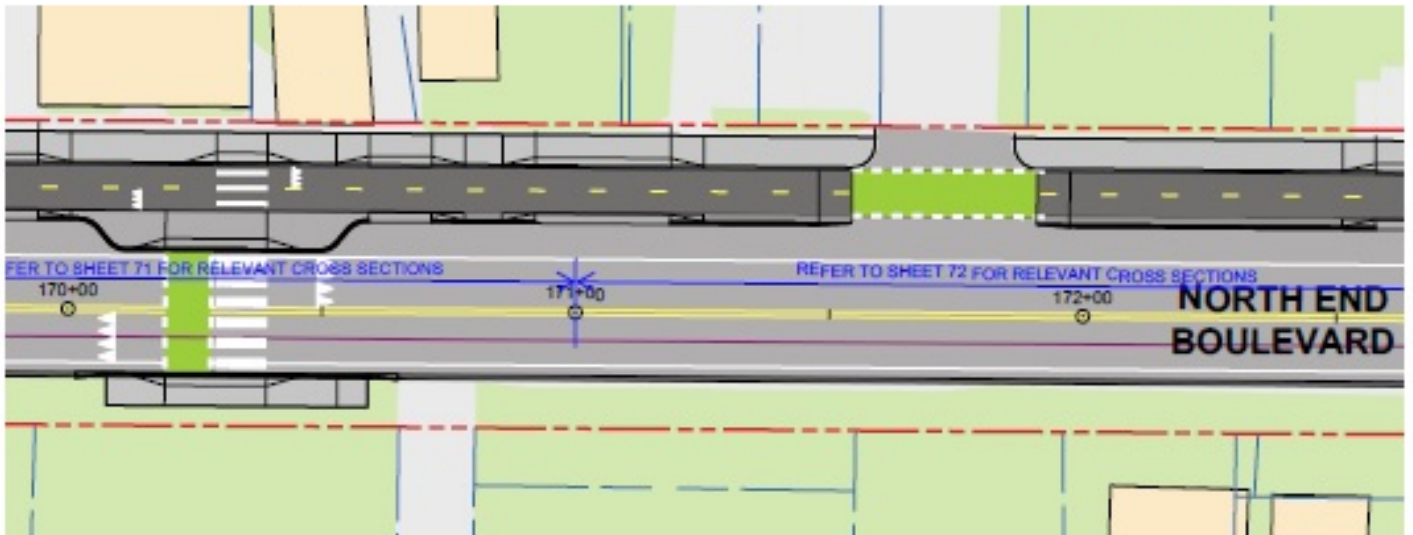 FER TO SHEET 71 FOR RELEVANT CROSS SECTIONS
REFER TO SHEET 72 FOR RELEVANT CROSS SECTIONS
170+00
171+00
172+00
NORTH END
BOULEVARD